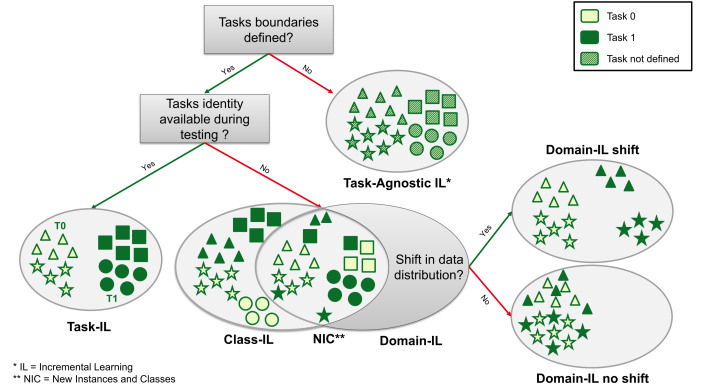 Tasks boundaries
defined?
Task 0
Task 1
Task not defined
Yes
No
Tasks identity
available during
testing ?
Task-Agnostic IL*
Yes
No
Domain-IL shift
T0
T1
Task-IL
Class-IL
NIC**
Domain-IL
Shift in data
distribution?
Yes
No
Domain-IL no shift
* IL = Incremental Learning
** NIC = New Instances and Classes